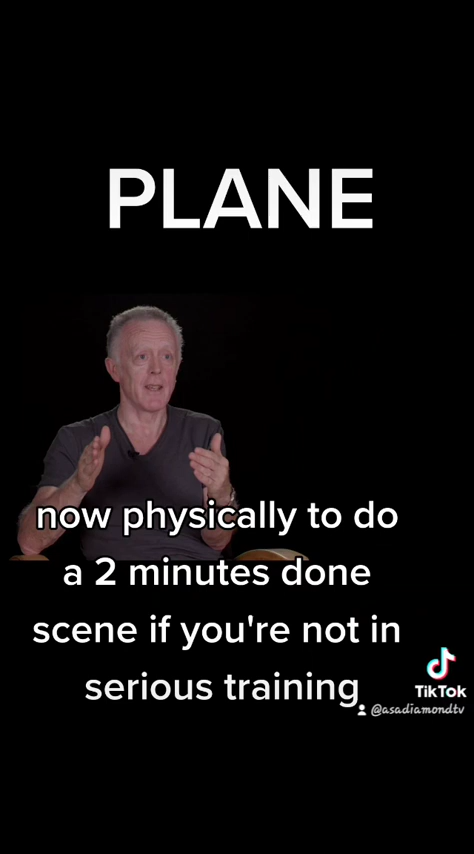 PLANE
now physically to do
a 2 minutes done
scene if you're not in
serious training
TikTok
@asadiamondtv